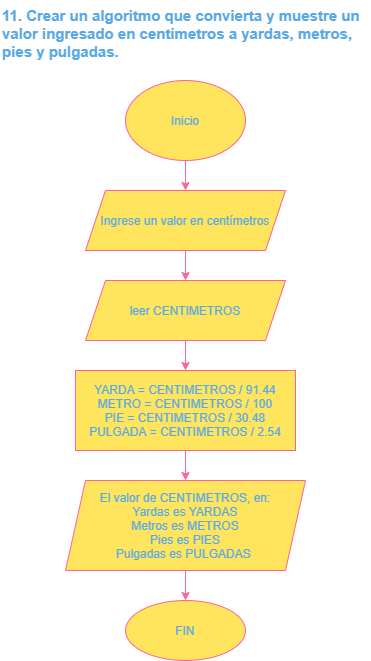 11. Crear un algoritmo que convierta y muestre un
valor ingresado en centímetros a yardas, metros,
pies y pulgadas.
Inicio
Ingrese un valor en centímetros
leer CENTIMETROS
YARDA = CENTIMETROS / 91.44
METRO = CENTIMETROS / 100
PIE = CENTIMETROS / 30.48
PULGADA = CENTIMETROS / 2.54
El valor de CENTIMETROS, en:
Yardas es YARDAS
Metros es METROS
Pies es PIES
Pulgadas es PULGADAS
FIN